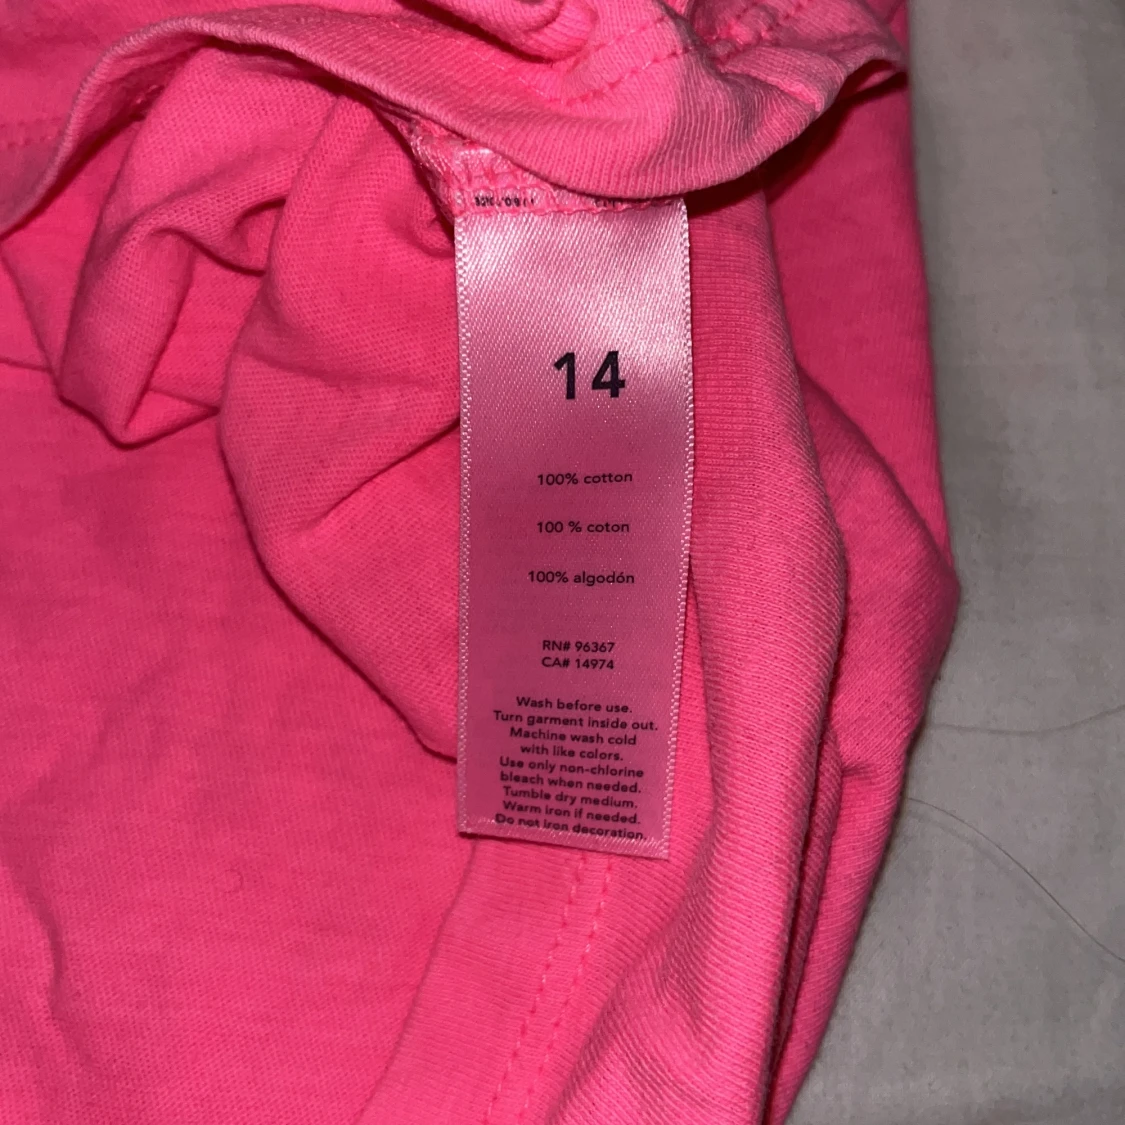 14
100% cotton
100 % coton
100% algodón
RN# 96367
CA# 14974
Wash before use.
Turn garment inside out.
Machine wash cold
with like colors.
Use only non-chlorine
bleach when needed.
Tumble dry medium.
Warm iron if needed.
Do not iron decoration.